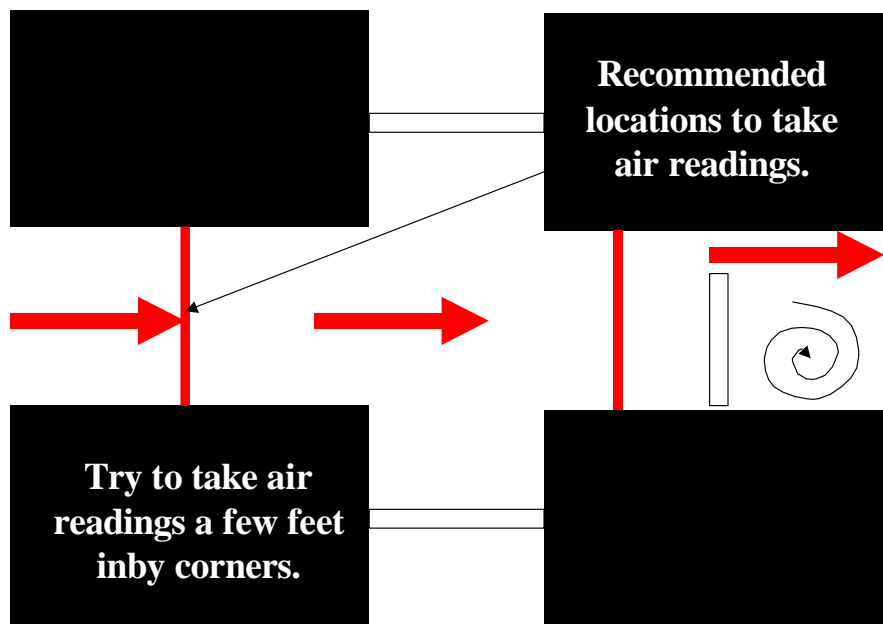 Recommended
locations to take
air readings.
Try to take air
readings a few feet
inby corners.